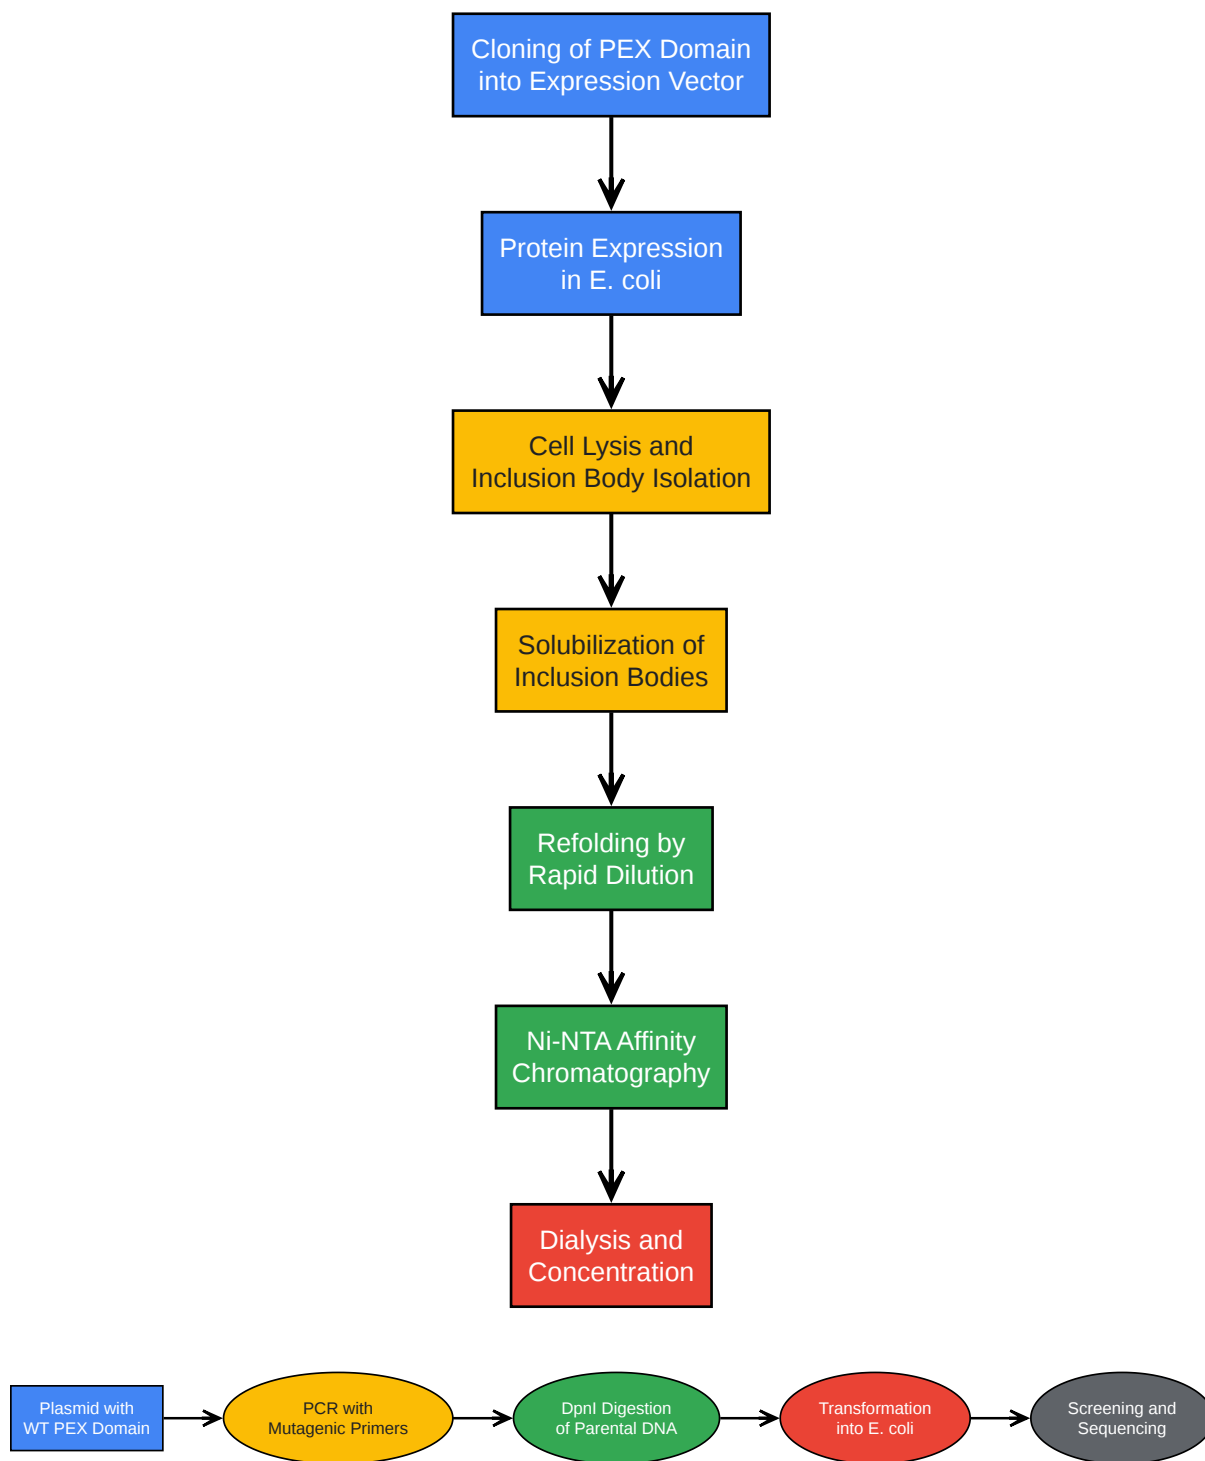 Cloning of PEX Domain
into Expression Vector
Protein Expression
in E. coli
Cell Lysis and
Inclusion Body Isolation
Solubilization of
Inclusion Bodies
Refolding by
Rapid Dilution
Ni-NTA Affinity
Chromatography
Dialysis and
Concentration
Plasmid with
WT PEX Domain
PCR with
Mutagenic Primers
DpnI Digestion
of Parental DNA
Transformation
into E. coli
Screening and
Sequencing